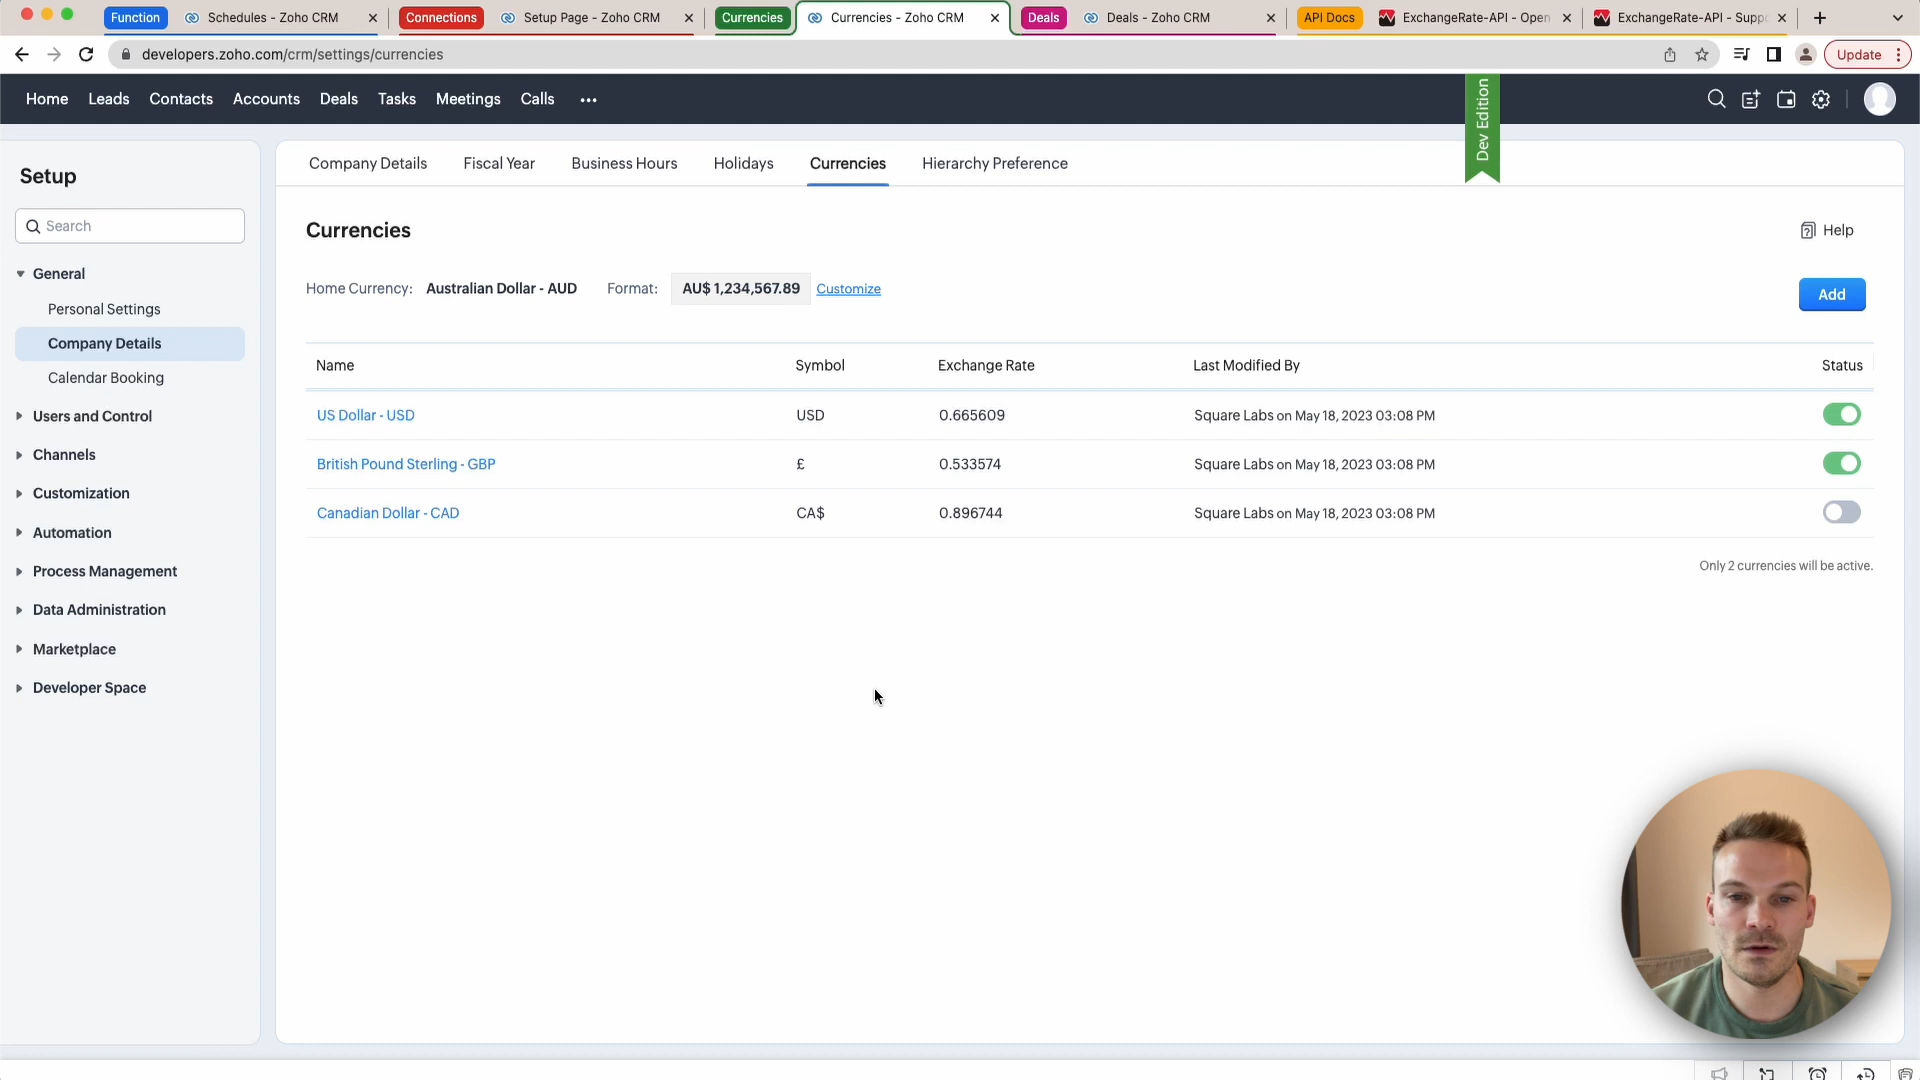 Function Schedules - Zoho CRM Connections Setup Page - Zoho CRM Currencies Currencies - Zoho CRM Deals Deals - Zoho CRM API Docs ExchangeRate-API - Open ExchangeRate-API - Supp
developers.zoho.com/crm/settings/currencies Update
Home Leads Contacts Accounts Deals Tasks Meetings Calls
Dev Edition
Setup
Search
General
Personal Settings
Company Details
Calendar Booking
Users and Control
Channels
Customization
Automation
Process Management
Data Administration
Marketplace
Developer Space
Company Details Fiscal Year Business Hours Holidays Currencies Hierarchy Preference
Currencies Help
Home Currency: Australian Dollar - AUD Format: AU$ 1,234,567.89 Customize Add
Name Symbol Exchange Rate Last Modified By Status
US Dollar - USD USD 0.665609 Square Labs on May 18, 2023 03:08 PM
British Pound Sterling - GBP £ 0.533574 Square Labs on May 18, 2023 03:08 PM
Canadian Dollar - CAD CA$ 0.896744 Square Labs on May 18, 2023 03:08 PM
Only 2 currencies will be active.